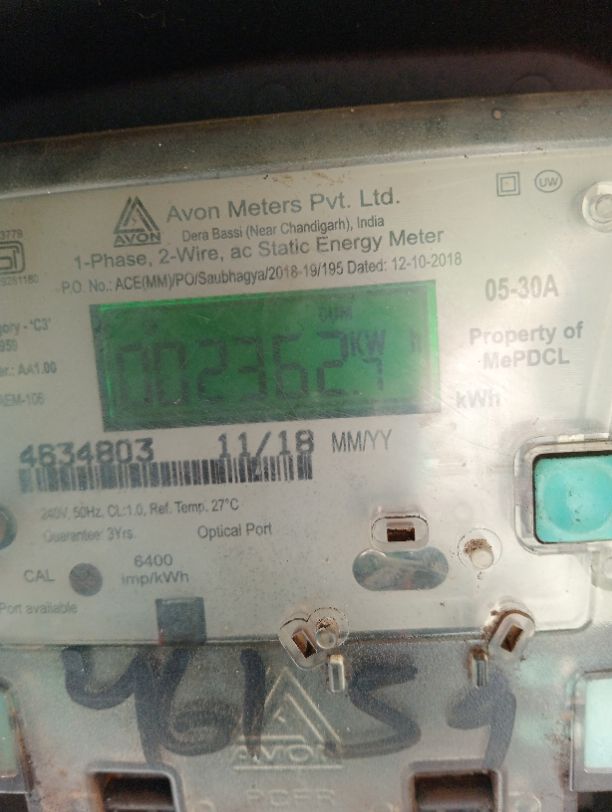 Avon Meters Pvt. Ltd.
UW
AVON
Dera Bassi (Near Chandigarh), India
1-Phase, 2-Wire, ac Static Energy Meter
P.O. No.: ACE(MM)/PO/Saubhagya/2018-19/195 Dated: 12-10-2018
05-30A
CUM
002362.7 KW
Property of
MePDCL
kWh
4634803 11/18 MM/YY
240V, 50Hz, CL:1.0, Ref. Temp. 27°C
Guarantee: 3Yrs. Optical Port
CAL
6400
imp/kWh
Port available
AVON